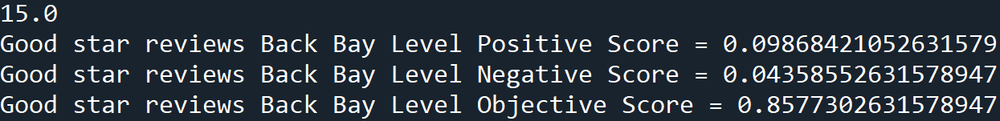 15.0
Good star reviews Back Bay Level Positive Score = 0.09868421052631579
Good star reviews Back Bay Level Negative Score = 0.04358552631578947
Good star reviews Back Bay Level Objective Score = 0.8577302631578947